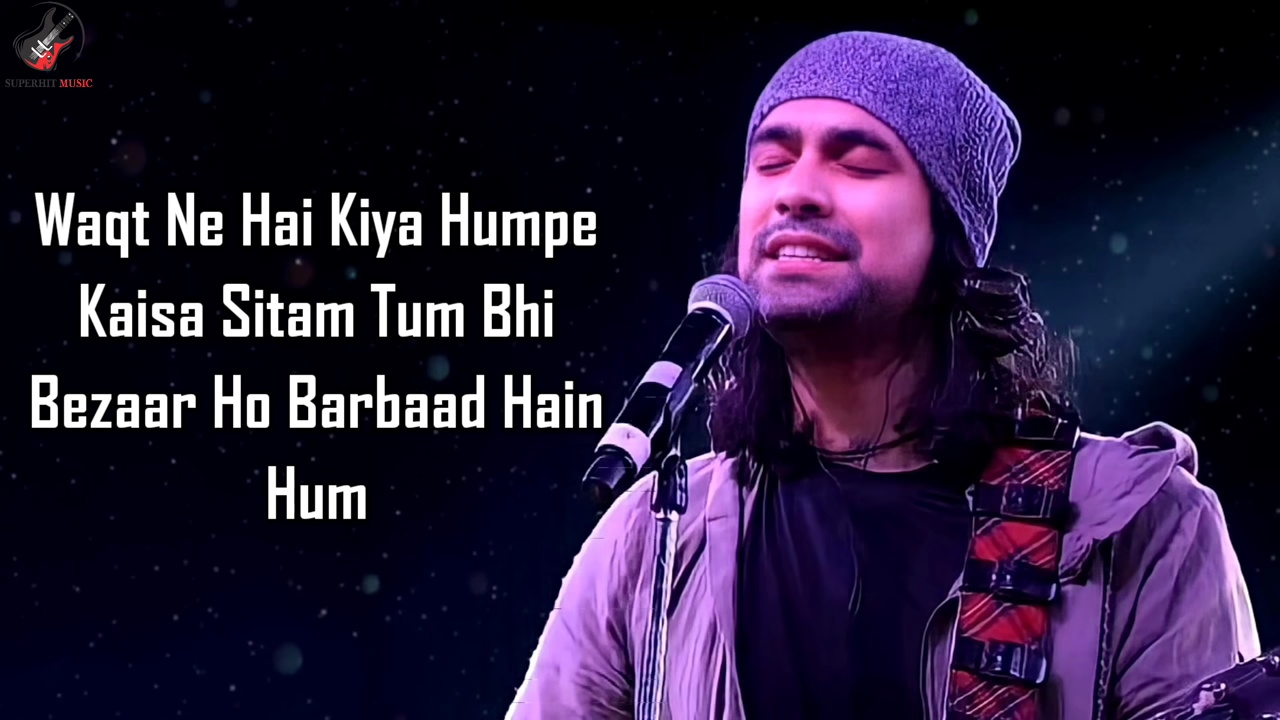 SUPERHIT MUSIC
Waqt Ne Hai Kiya Humpe
Kaisa Sitam Tum Bhi
Bezaar Ho Barbaad Hain
Hum